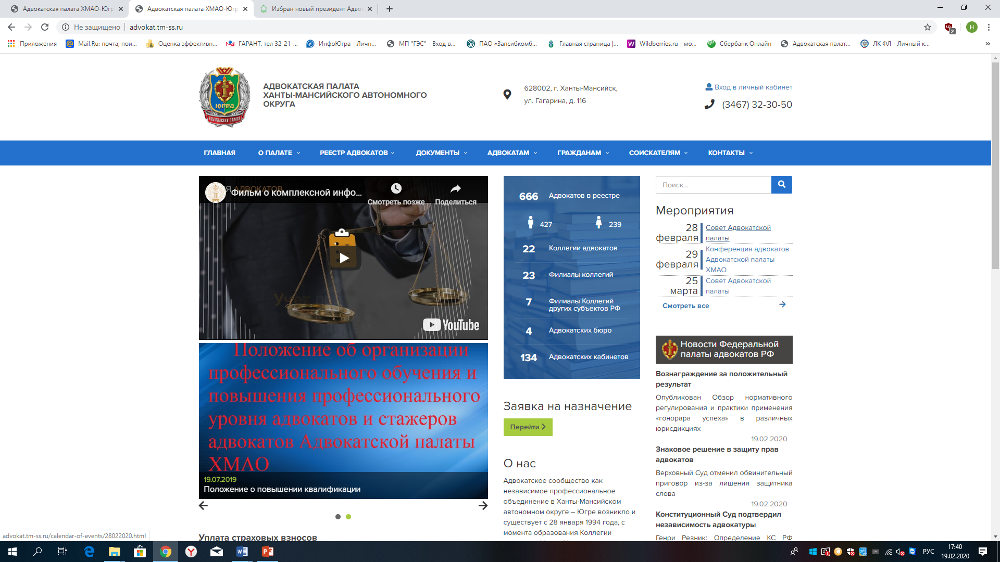 Адвокатская палата ХМАО-Югр
Адвокатская палата ХМАО-Югр
Избран новый президент Адво
Не защищено
advokat.tm-ss.ru
2
Н
Приложения
Mail.Ru: почта, пои...
Оценка эффективн...
ГАРАНТ. тел 32-21-...
ИнфоЮгра - Личн...
МП "ГЭС" - Вход в...
ПАО «Запсибкомб...
Главная страница |...
Wildberries.ru - мо...
Сбербанк Онлайн
Адвокатская палат...
ЛК ФЛ - Личный к...
»
ЮГРА
АДВОКАТСКАЯ ПАЛАТА
АДВОКАТСКАЯ ПАЛАТА
ХАНТЫ-МАНСИЙСКОГО АВТОНОМНОГО
ОКРУГА
628002, г. Ханты-Мансийск,
ул. Гагарина, д. 116
Вход в личный кабинет
(3467) 32-30-50
ГЛАВНАЯ
О ПАЛАТЕ
РЕЕСТР АДВОКАТОВ
ДОКУМЕНТЫ
АДВОКАТАМ
ГРАЖДАНАМ
СОИСКАТЕЛЯМ
КОНТАКТЫ
АДВОКАТОВ
Фильм о комплексной инфо...
Смотреть позже
Поделиться
YouTube
Положение об организации
профессионального обучения и
повышения профессионального
уровня адвокатов и стажеров
адвокатов Адвокатской палаты
ХМАО
19.07.2019
Положение о повышении квалификации
Уплата страховых взносов
666 Адвокатов в реестре
427
239
22 Коллегии адвокатов
23 Филиалы коллегий
7 Филиалы Коллегий
других субъектов РФ
4 Адвокатских бюро
134 Адвокатских кабинетов
Заявка на назначение
Перейти
О нас
Адвокатское сообщество как
независимое профессиональное
объединение в Ханты-Мансийском
автономном округе – Югре возникло и
существует с 28 января 1994 года, с
момента образования Коллегии
Поиск...
Мероприятия
28
февраля
Совет Адвокатской
палаты
29
февраля
Конференция адвокатов
Адвокатской палаты
ХМАО
25
марта
Совет Адвокатской
палаты
Смотреть все
Новости Федеральной
палаты адвокатов РФ
Вознаграждение за положительный
результат
Опубликован Обзор нормативного
регулирования и практики применения
«гонорара успеха» в различных
юрисдикциях
19.02.2020
Знаковое решение в защиту прав
адвокатов
Верховный Суд отменил обвинительный
приговор из-за лишения защитника
слова
19.02.2020
Конституционный Суд подтвердил
независимость адвокатуры
Генри Резник: Определение КС РФ
advokat.tm-ss.ru/calendar-of-events/28022020.html
РУС
17:40
19.02.2020